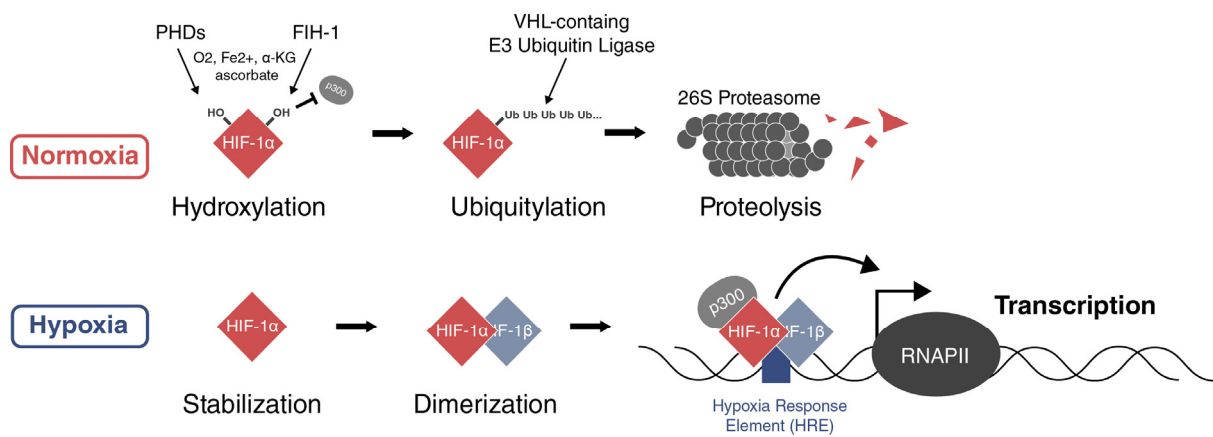 PHDs
FIH-1
O2, Fe2+, α-KG
ascorbate
HO
OH
p300
HIF-1α
VHL-containg
E3 Ubiquitin Ligase
Ub Ub Ub Ub Ub...
HIF-1α
26S Proteasome
Normoxia
Hydroxylation
Ubiquitylation
Proteolysis
Hypoxia
HIF-1α
HIF-1α
IF-1β
p300
HIF-1α
IF-1β
RNAPII
Transcription
Stabilization
Dimerization
Hypoxia Response
Element (HRE)